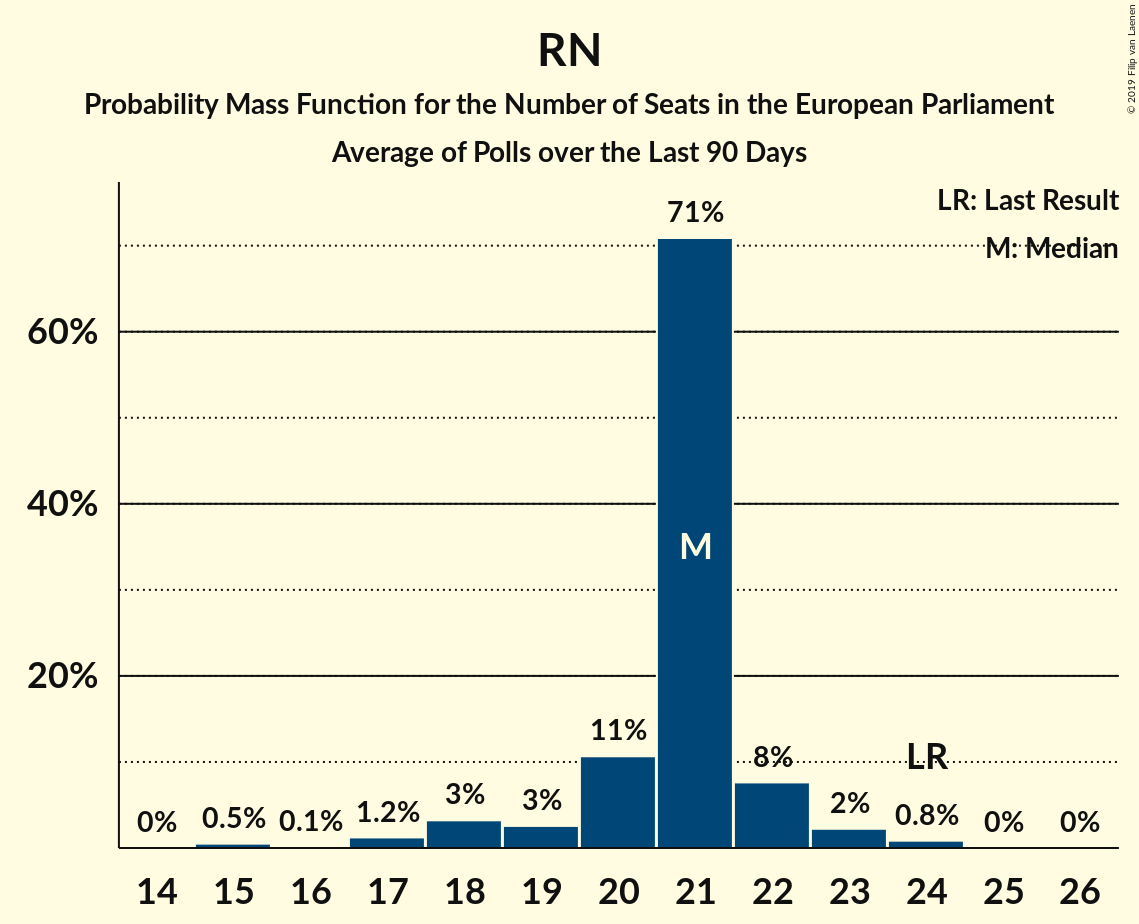 RN
Probability Mass Function for the Number of Seats in the European Parliament
Average of Polls over the Last 90 Days
© 2019 Filip van Laenen
LR: Last Result
M: Median
71%
60%
40%
M
20%
11%
8%
LR
3%
3%
2%
0.8%
1.2%
0%
0.5%
0.1%
0%
0%
14 15 16 17 18 19 20 21 22 23 24 25 26